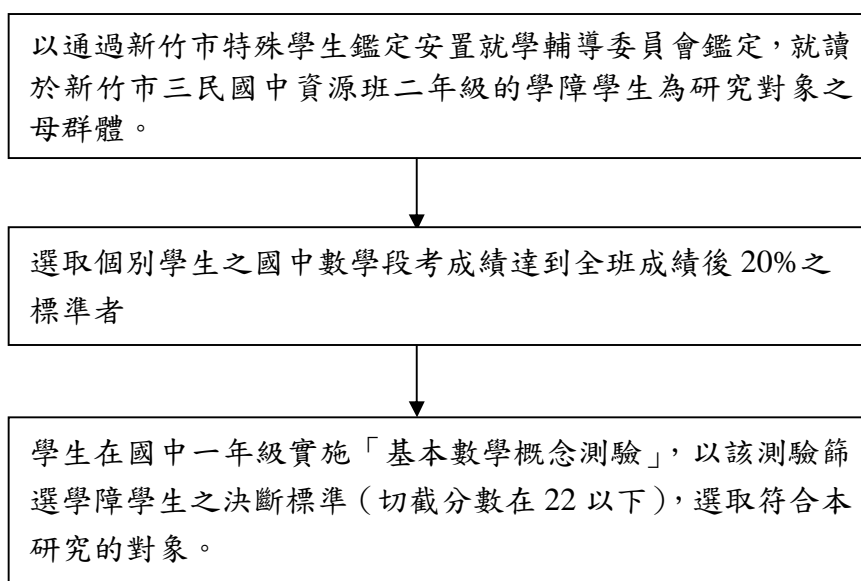 以通過新竹市特殊學生鑑定安置就學輔導委員會鑑定，就讀
於新竹市三民國中資源班二年級的學障學生為研究對象之
母群體。
選取個別學生之國中數學段考成績達到全班成績後 20%之
標準者
學生在國中一年級實施「基本數學概念測驗」，以該測驗篩
選學障學生之決斷標準（切截分數在 22 以下），選取符合本
研究的對象。